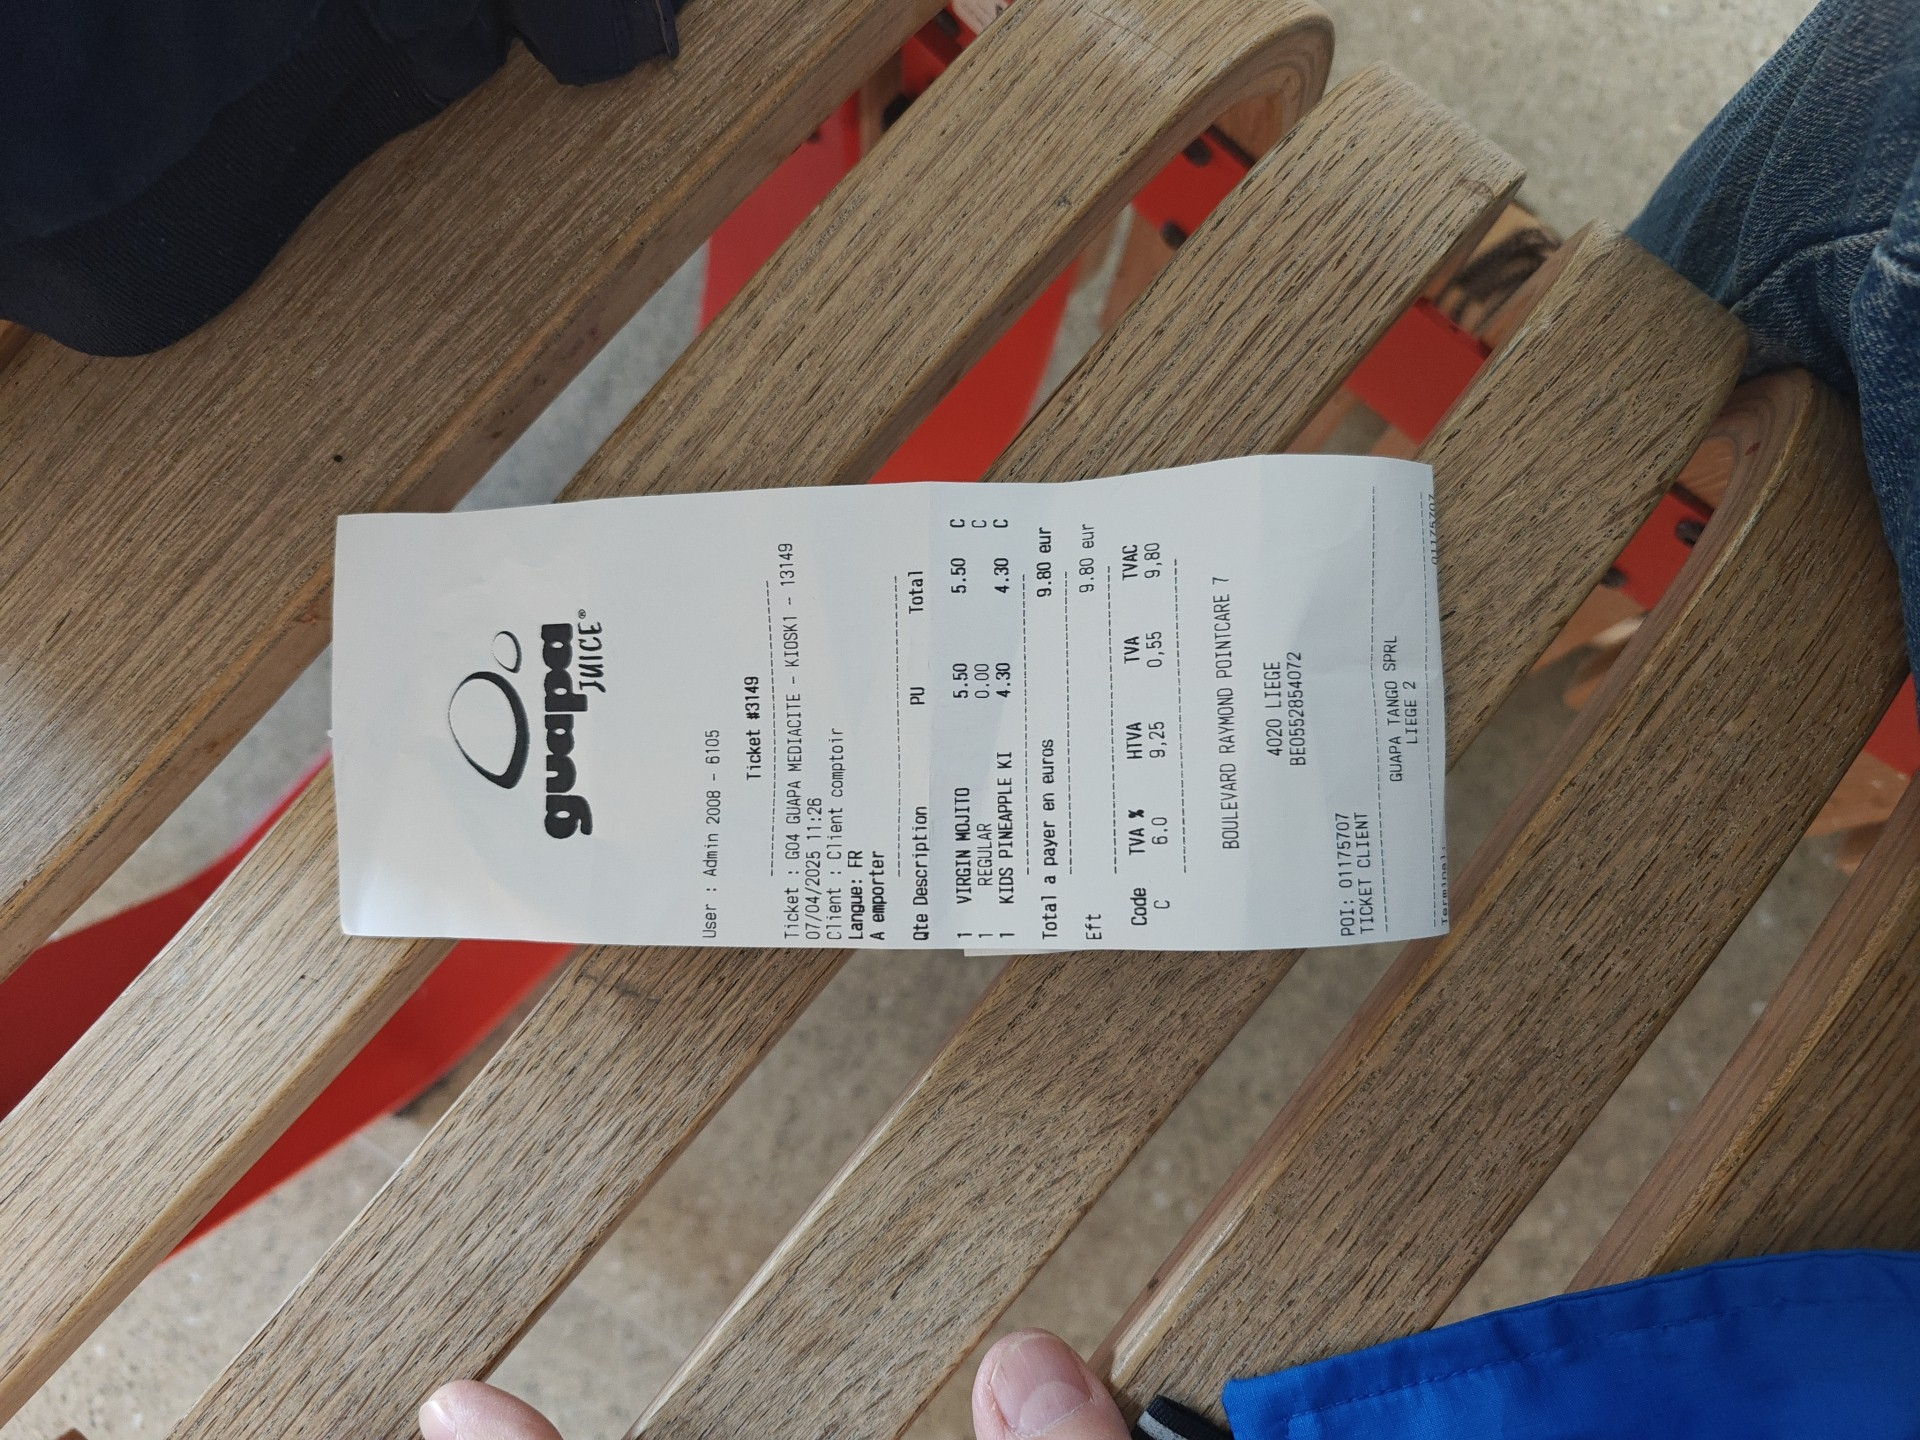 guapa
JUICE®
User : Admin 2008 - 6105
Ticket #3149
Ticket : G04 GUAPA MEDIACITE - KIOSK1 - 13149
07/04/2025 11:26
Client : Client comptoir
Langue: FR
A emporter
Qte Description PU Total
1 VIRGIN MOJITO 5.50 5.50 C
1 REGULAR 0.00 C
1 KIDS PINEAPPLE KI 4.30 4.30 C
Total a payer en euros 9.80 eur
Eft 9.80 eur
Code TVA % HTVA TVA TVAC
C 6.0 9,25 0,55 9,80
BOULEVARD RAYMOND POINTCARE 7
4020 LIEGE
BE0552854072
POI: 01175707
TICKET CLIENT
GUAPA TANGO SPRL
LIEGE 2
Terminal: 01175707